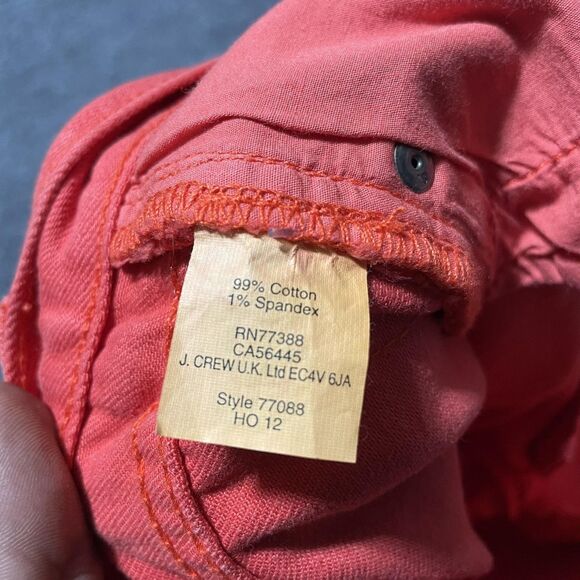 99% Cotton
1% Spandex
RN77388
CA56445
J. CREW U.K. Ltd EC4V 6JA
Style 77088
HO 12